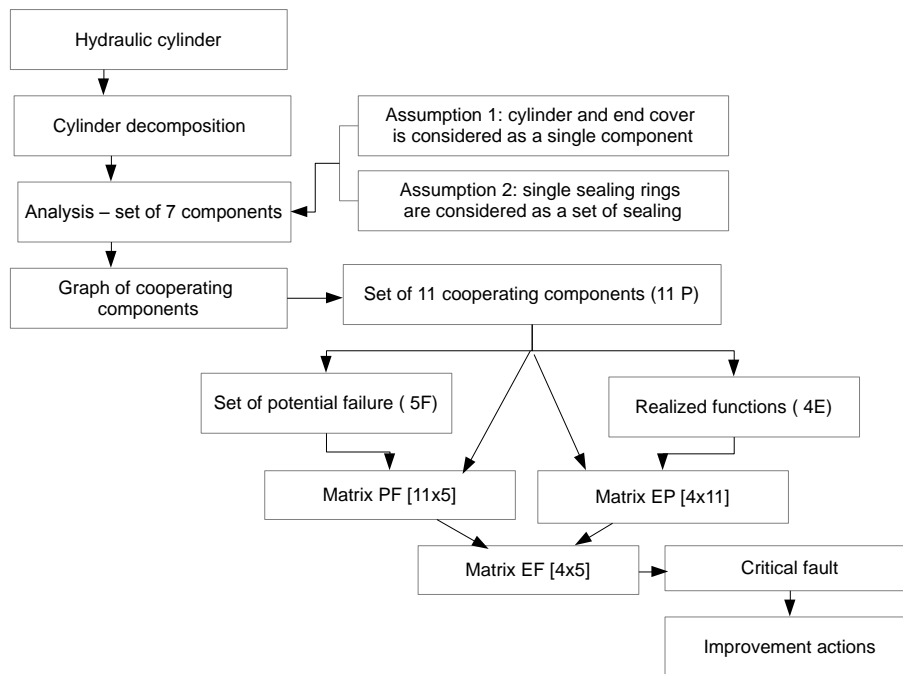 Hydraulic cylinder
Cylinder decomposition
Assumption 1: cylinder and end cover
is considered as a single component
Assumption 2: single sealing rings
are considered as a set of sealing
Analysis – set of 7 components
Graph of cooperating
components
Set of 11 cooperating components (11 P)
Set of potential failure ( 5F)
Realized functions ( 4E)
Matrix PF [11x5]
Matrix EP [4x11]
Matrix EF [4x5]
Critical fault
Improvement actions